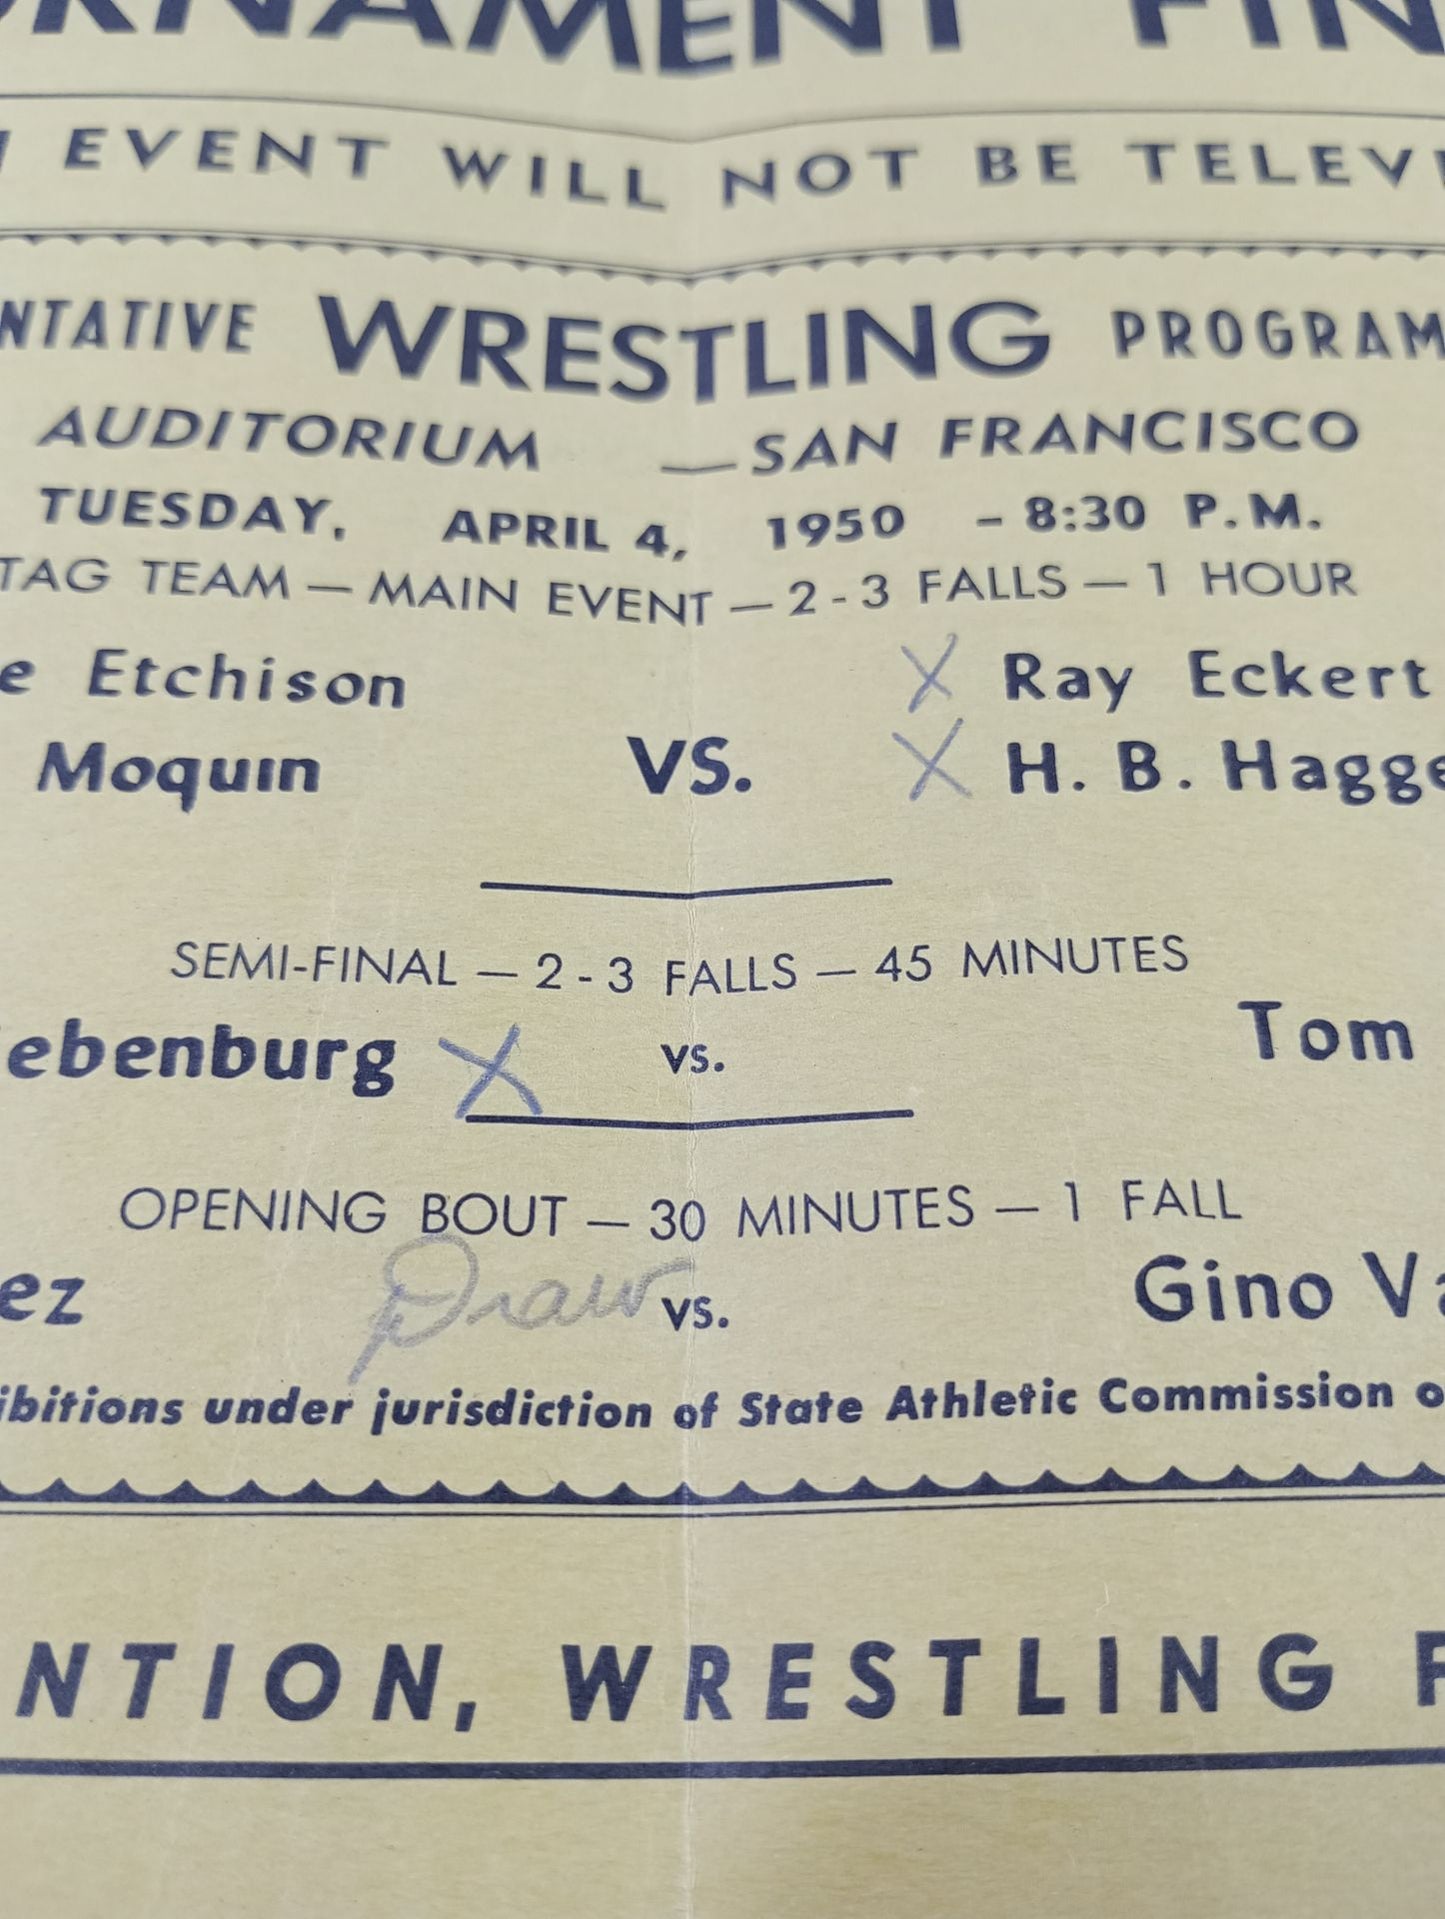 RNAMENT FIN
EVENT WILL NOT BE TELEVI
NTATIVE WRESTLING PROGRAM
AUDITORIUM — SAN FRANCISCO
TUESDAY, APRIL 4, 1950 - 8:30 P.M.
TAG TEAM — MAIN EVENT — 2-3 FALLS — 1 HOUR
e Etchison X Ray Eckert
Moquin VS. X H. B. Hagge
SEMI-FINAL — 2-3 FALLS — 45 MINUTES
ebenburg X vs. Tom
OPENING BOUT — 30 MINUTES — 1 FALL
ez Draw vs. Gino Va
ibitions under jurisdiction of State Athletic Commission o
NTION, WRESTLING F